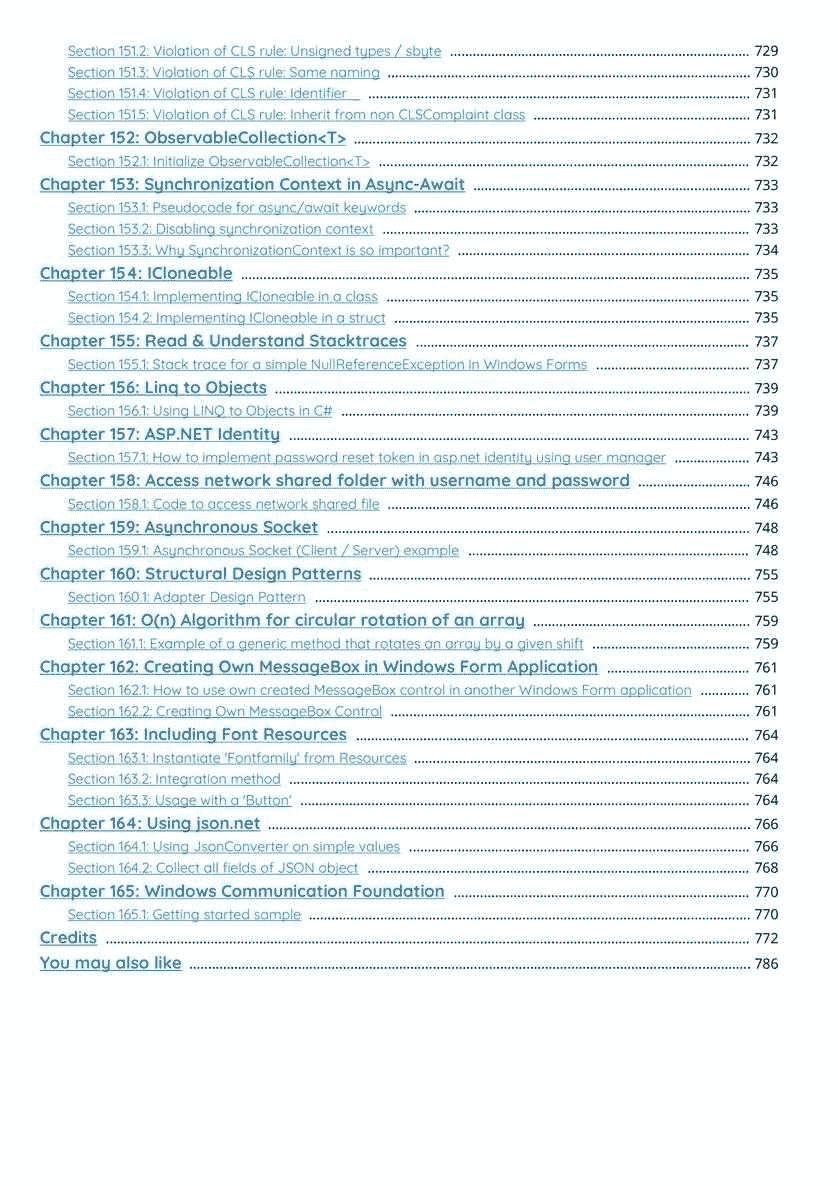 Section 151.2: Violation of CLS rule: Unsigned types / sbyte ........ 729
Section 151.3: Violation of CLS rule: Same naming ........ 730
Section 151.4: Violation of CLS rule: Identifier _ ........ 731
Section 151.5: Violation of CLS rule: Inherit from non CLSComplaint class ........ 731
Chapter 152: ObservableCollection<T> ........ 732
Section 152.1: Initialize ObservableCollection<T> ........ 732
Chapter 153: Synchronization Context in Async-Await ........ 733
Section 153.1: Pseudocode for async/await keywords ........ 733
Section 153.2: Disabling synchronization context ........ 733
Section 153.3: Why SynchronizationContext is so important? ........ 734
Chapter 154: ICloneable ........ 735
Section 154.1: Implementing ICloneable in a class ........ 735
Section 154.2: Implementing ICloneable in a struct ........ 735
Chapter 155: Read & Understand Stacktraces ........ 737
Section 155.1: Stack trace for a simple NullReferenceException in Windows Forms ........ 737
Chapter 156: Linq to Objects ........ 739
Section 156.1: Using LINQ to Objects in C# ........ 739
Chapter 157: ASP.NET Identity ........ 743
Section 157.1: How to implement password reset token in asp.net identity using user manager ........ 743
Chapter 158: Access network shared folder with username and password ........ 746
Section 158.1: Code to access network shared file ........ 746
Chapter 159: Asynchronous Socket ........ 748
Section 159.1: Asynchronous Socket (Client / Server) example ........ 748
Chapter 160: Structural Design Patterns ........ 755
Section 160.1: Adapter Design Pattern ........ 755
Chapter 161: O(n) Algorithm for circular rotation of an array ........ 759
Section 161.1: Example of a generic method that rotates an array by a given shift ........ 759
Chapter 162: Creating Own MessageBox in Windows Form Application ........ 761
Section 162.1: How to use own created MessageBox control in another Windows Form application ........ 761
Section 162.2: Creating Own MessageBox Control ........ 761
Chapter 163: Including Font Resources ........ 764
Section 163.1: Instantiate 'Fontfamily' from Resources ........ 764
Section 163.2: Integration method ........ 764
Section 163.3: Usage with a 'Button' ........ 764
Chapter 164: Using json.net ........ 766
Section 164.1: Using JsonConverter on simple values ........ 766
Section 164.2: Collect all fields of JSON object ........ 768
Chapter 165: Windows Communication Foundation ........ 770
Section 165.1: Getting started sample ........ 770
Credits ........ 772
You may also like ........ 786